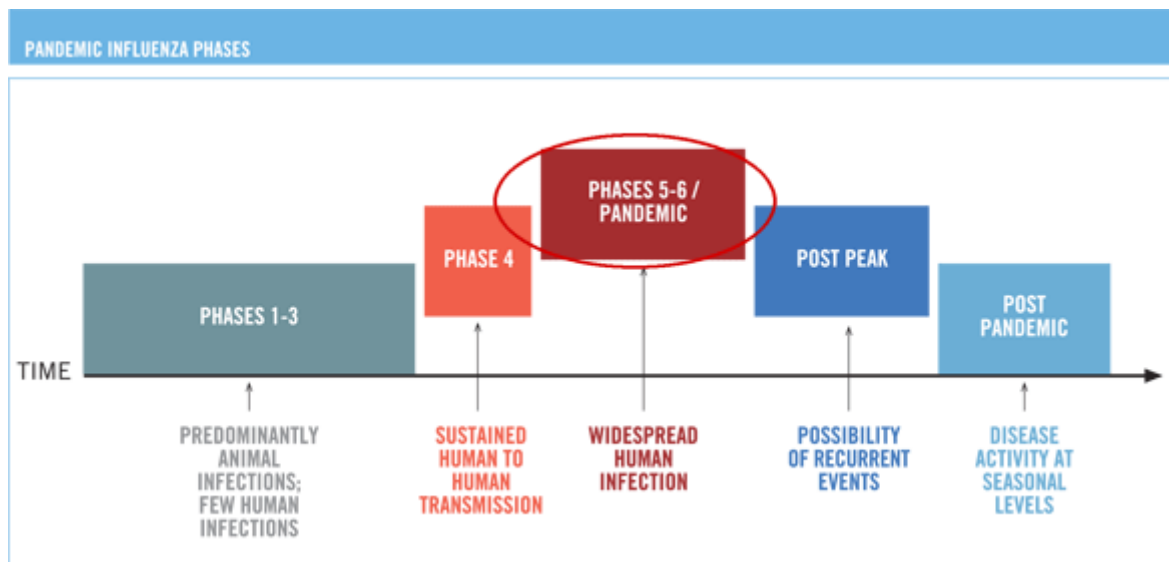 PANDEMIC INFLUENZA PHASES
PHASES 5-6 /
PANDEMIC
PHASE 4
POST PEAK
PHASES 1-3
POST
PANDEMIC
TIME
PREDOMINANTLY
ANIMAL
INFECTIONS;
FEW HUMAN
INFECTIONS
SUSTAINED
HUMAN TO
HUMAN
TRANSMISSION
WIDESPREAD
HUMAN
INFECTION
POSSIBILITY
OF RECURRENT
EVENTS
DISEASE
ACTIVITY AT
SEASONAL
LEVELS